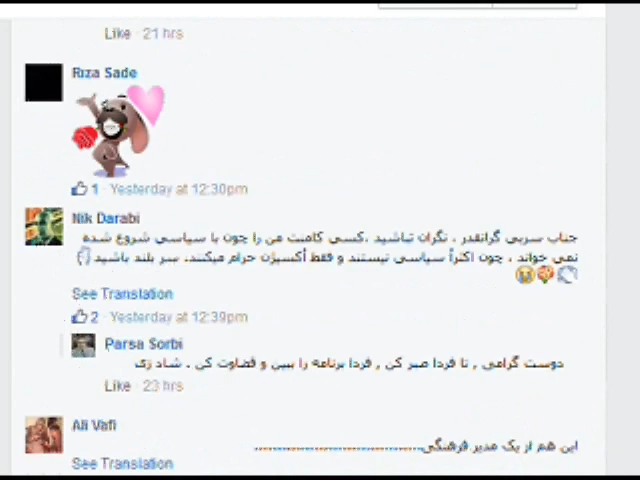 Like · 21 hrs
Riza Sade
1 · Yesterday at 12:30pm
Nik Darabi
جناب سربی گرانقدر ، نگران نباشید ،کسی کامنت من را چون با سیاسی شروع شده
نمی خواند ، چون اکثراً سیاسی نیستند و فقط اُکسیژن حرام میکنند، سر بلند باشید
See Translation
2 · Yesterday at 12:39pm
Parsa Sorbi
دوست گرامی , تا فردا صبر کن , فردا برنامه را ببین و قضاوت کن . شاد زی
Like · 23 hrs
Ali Vafi
این هم از یک مدیر فرهنگی.............................................
See Translation